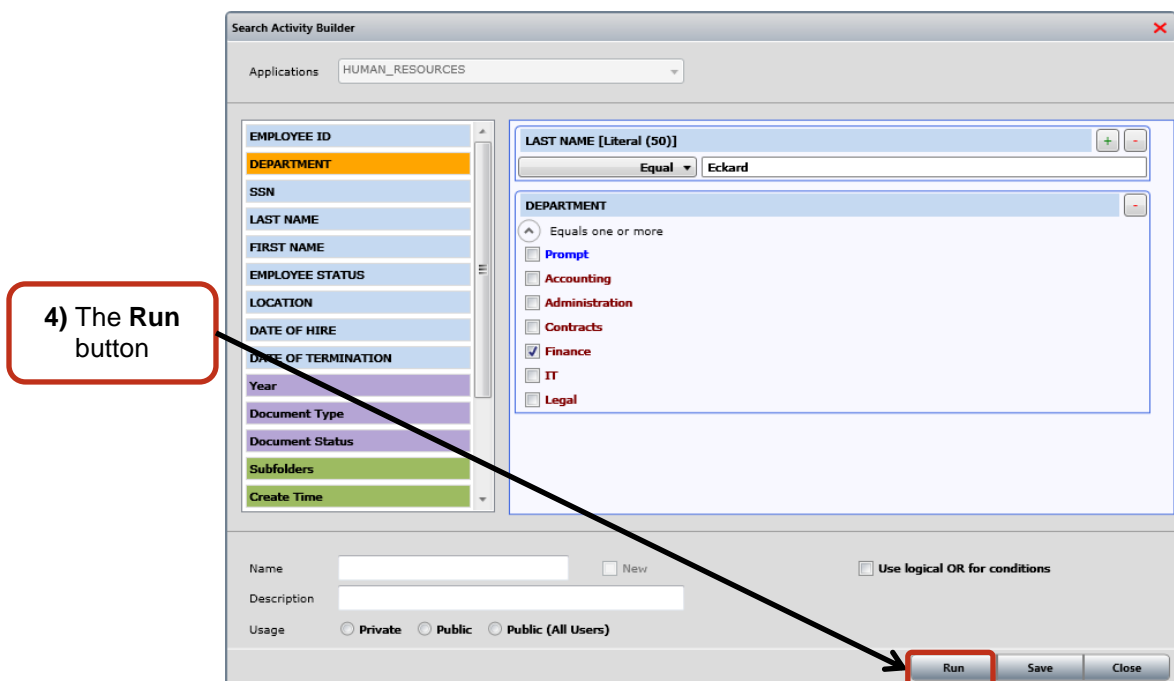 Search Activity Builder
Applications HUMAN_RESOURCES
EMPLOYEE ID
DEPARTMENT
SSN
LAST NAME
FIRST NAME
EMPLOYEE STATUS
LOCATION
DATE OF HIRE
DATE OF TERMINATION
Year
Document Type
Document Status
Subfolders
Create Time
LAST NAME [Literal (50)] + -
Equal Eckard
DEPARTMENT -
Equals one or more
Prompt
Accounting
Administration
Contracts
Finance
IT
Legal
4) The Run
button
Name New Use logical OR for conditions
Description
Usage Private Public Public (All Users)
Run Save Close